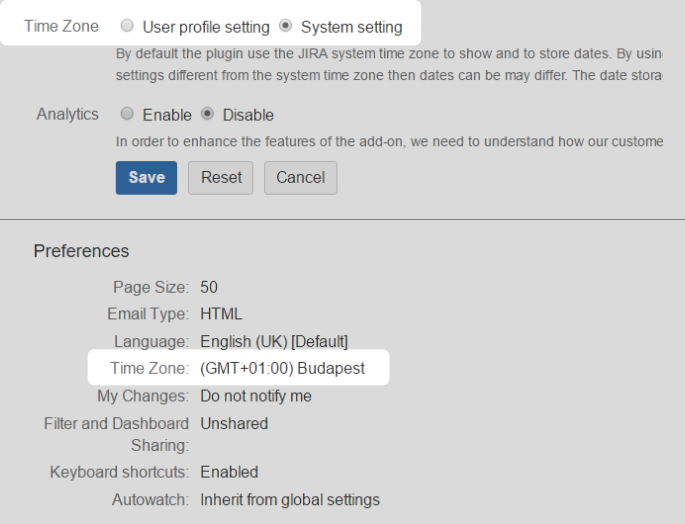 Time Zone User profile setting System setting
By default the plugin use the JIRA system time zone to show and to store dates. By usin
settings different from the system time zone then dates can be may differ. The date stora
Analytics Enable Disable
In order to enhance the features of the add-on, we need to understand how our custome
Save Reset Cancel
Preferences
Page Size: 50
Email Type: HTML
Language: English (UK) [Default]
Time Zone: (GMT+01:00) Budapest
My Changes: Do not notify me
Filter and Dashboard Unshared
Sharing:
Keyboard shortcuts: Enabled
Autowatch: Inherit from global settings